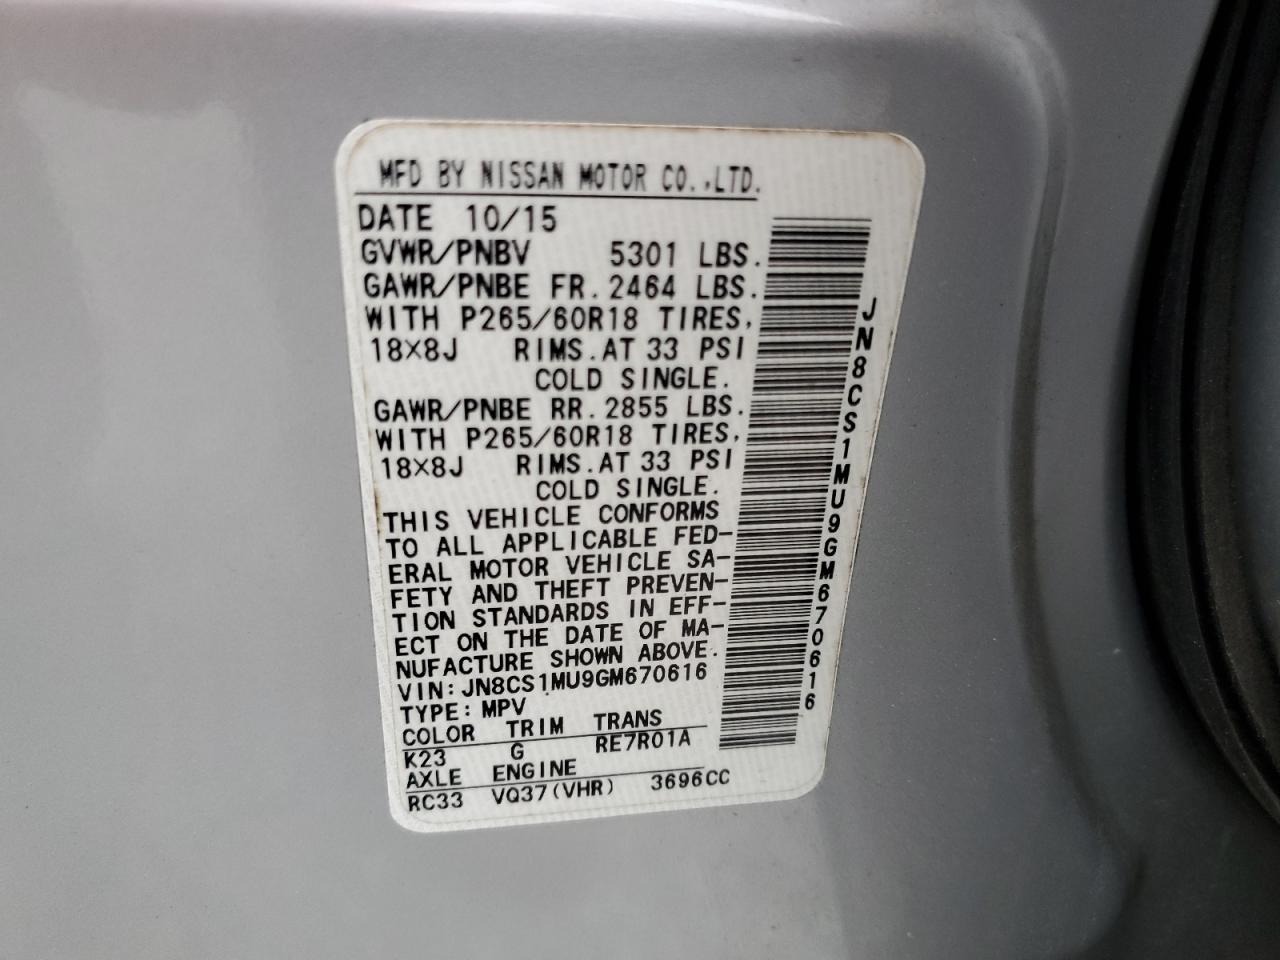 MFD BY NISSAN MOTOR CO.,LTD.
DATE 10/15
GVWR/PNBV 5301 LBS.
GAWR/PNBE FR. 2464 LBS.
WITH P265/60R18 TIRES,
18×8J RIMS. AT 33 PSI
COLD SINGLE.
GAWR/PNBE RR. 2855 LBS.
WITH P265/60R18 TIRES,
18×8J RIMS. AT 33 PSI
COLD SINGLE.
THIS VEHICLE CONFORMS
TO ALL APPLICABLE FED-
ERAL MOTOR VEHICLE SA-
FETY AND THEFT PREVEN-
TION STANDARDS IN EFF-
ECT ON THE DATE OF MA-
NUFACTURE SHOWN ABOVE.
VIN: JN8CS1MU9GM670616
TYPE: MPV
COLOR TRIM TRANS
K23 G RE7R01A
AXLE ENGINE
RC33 VQ37(VHR) 3696CC
JN8CS1MU9GM670616